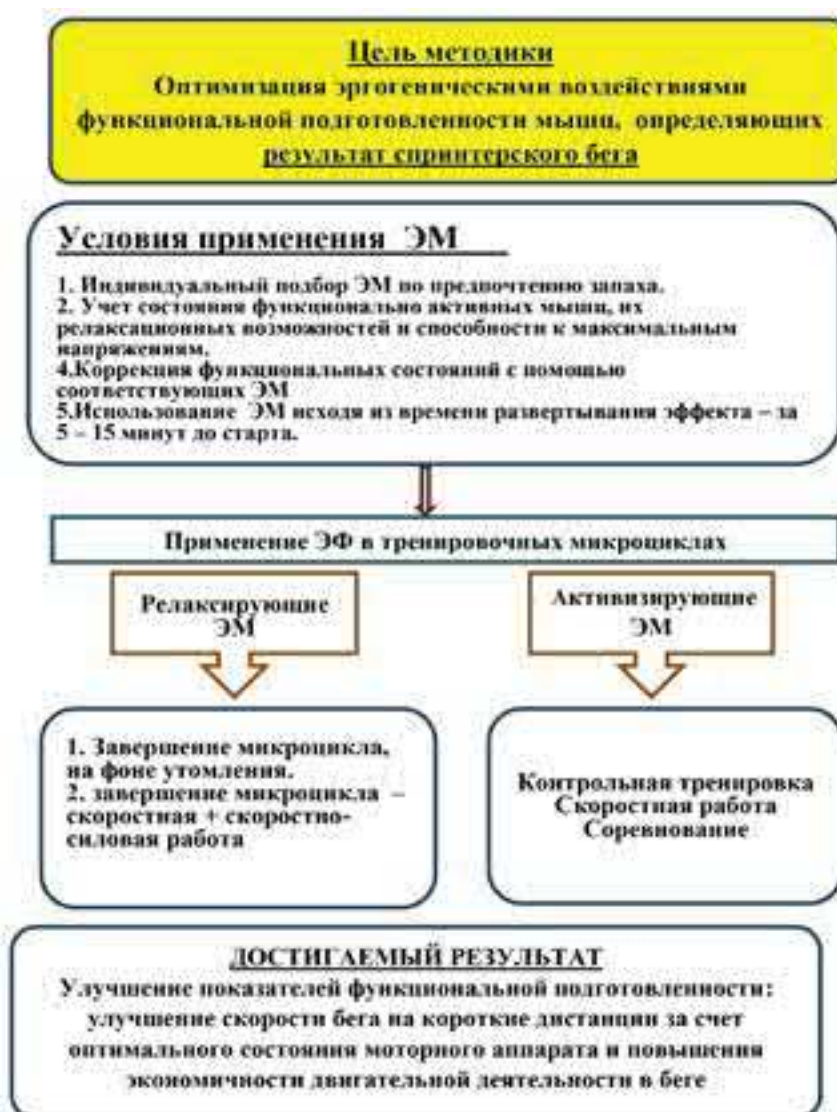 Цель методики
Оптимизация эргогеническими воздействиями
функциональной подготовленности мышц, определяющих
результат спринтерского бега
Условия применения ЭМ
1. Индивидуальный подбор ЭМ по предпочтению запаха.
2. Учет состояния функционально активных мышц, их
релаксационных возможностей и способности к максимальным
напряжениям.
4.Коррекция функциональных состояний с помощью
соответствующих ЭМ
5.Использование ЭМ исходя из времени развертывания эффекта – за
5 – 15 минут до старта.
Применение ЭФ в тренировочных микроциклах
Релаксирующие
ЭМ
Активизирующие
ЭМ
1. Завершение микроцикла,
на фоне утомления.
2. завершение микроцикла –
скоростная + скоростно-
силовая работа
Контрольная тренировка
Скоростная работа
Соревнование
ДОСТИГАЕМЫЙ РЕЗУЛЬТАТ
Улучшение показателей функциональной подготовленности:
улучшение скорости бега на короткие дистанции за счет
оптимального состояния моторного аппарата и повышения
экономичности двигательной деятельности в беге